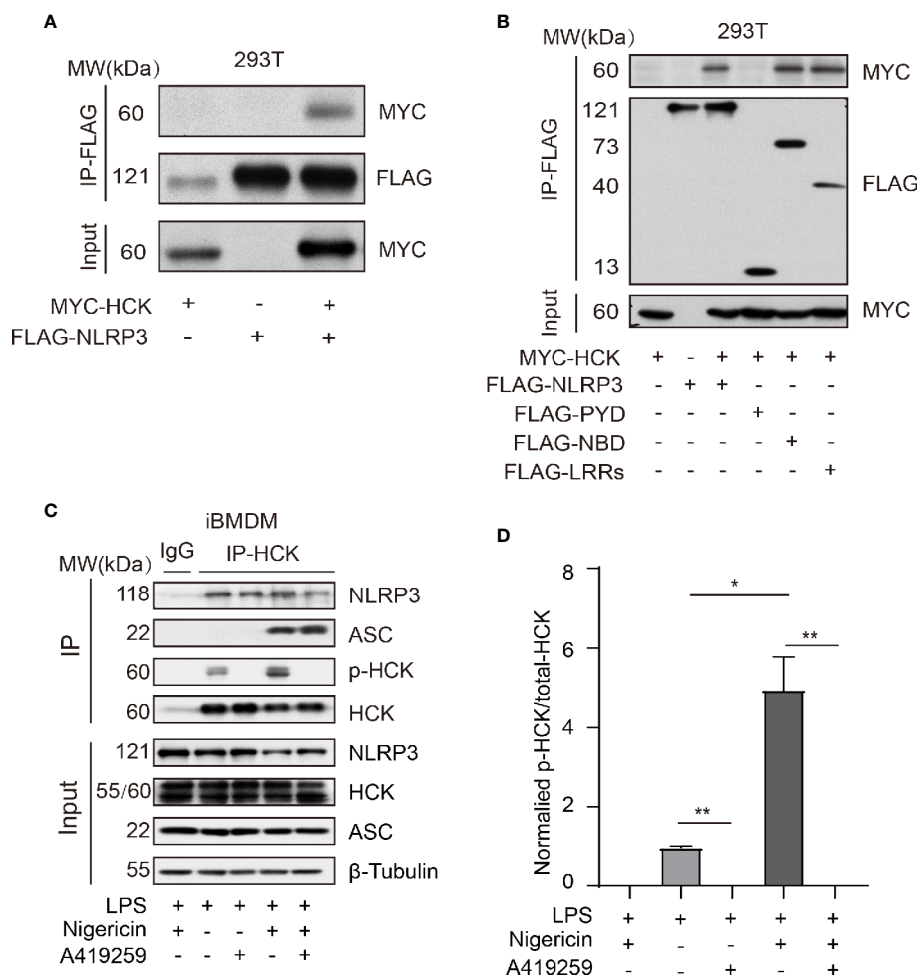 A
293T
MW(kDa)
IP-FLAG
60 MYC
121 FLAG
Input
60 MYC
MYC-HCK + - +
FLAG-NLRP3 - + +
B
293T
MW(kDa)
60 MYC
IP-FLAG
121
73
40 FLAG
13
Input
60 MYC
MYC-HCK + - + + + +
FLAG-NLRP3 - + + - - -
FLAG-PYD - - - + - -
FLAG-NBD - - - - + -
FLAG-LRRs - - - - - +
C
iBMDM
MW(kDa) IgG IP-HCK
IP
118 NLRP3
22 ASC
60 p-HCK
60 HCK
Input
121 NLRP3
55/60 HCK
22 ASC
55 β-Tubulin
LPS + + + + +
Nigericin + - - + +
A419259 - - + - +
D
Normalied p-HCK/total-HCK
8
6
4
2
0
*
**
**
LPS + + + + +
Nigericin + - - + +
A419259 - - + - +